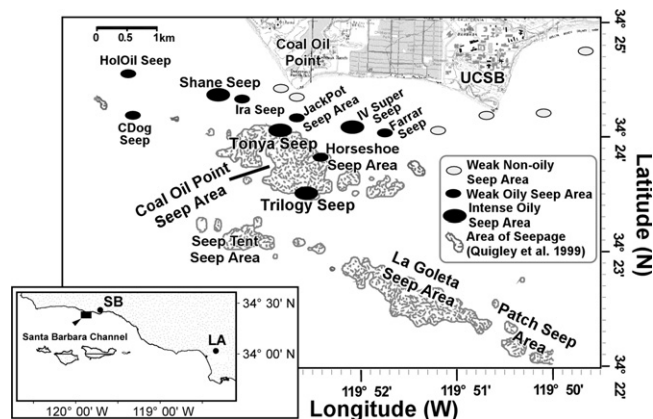 0 0.5 1km
Coal Oil
Point
UCSB
HolOil Seep
Shane Seep
Ira Seep
JackPot
Seep Area
IV Super
Seep
Farrar
Seep
CDog
Seep
Tonya Seep
Horseshoe
Seep Area
Coal Oil Point
Seep Area
Trilogy Seep
Seep Tent
Seep Area
La Goleta
Seep Area
Patch Seep
Area
Weak Non-oily
Seep Area
Weak Oily Seep Area
Intense Oily
Seep Area
Area of Seepage
(Quigley et al. 1999)
34° 25
34° 24
34° 23
34° 22
Latitude (N)
119° 52
119° 51
119° 50
Longitude (W)
SB
Santa Barbara Channel
LA
34° 30' N
34° 00' N
120° 00' W
119° 00' W